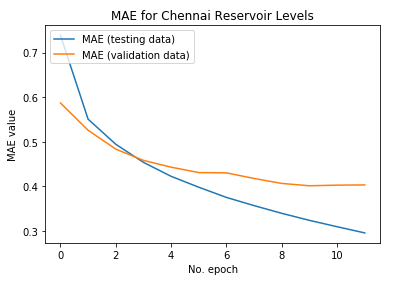 MAE for Chennai Reservoir Levels
MAE (testing data)
MAE (validation data)
MAE value
0.7
0.6
0.5
0.4
0.3
0 2 4 6 8 10
No. epoch